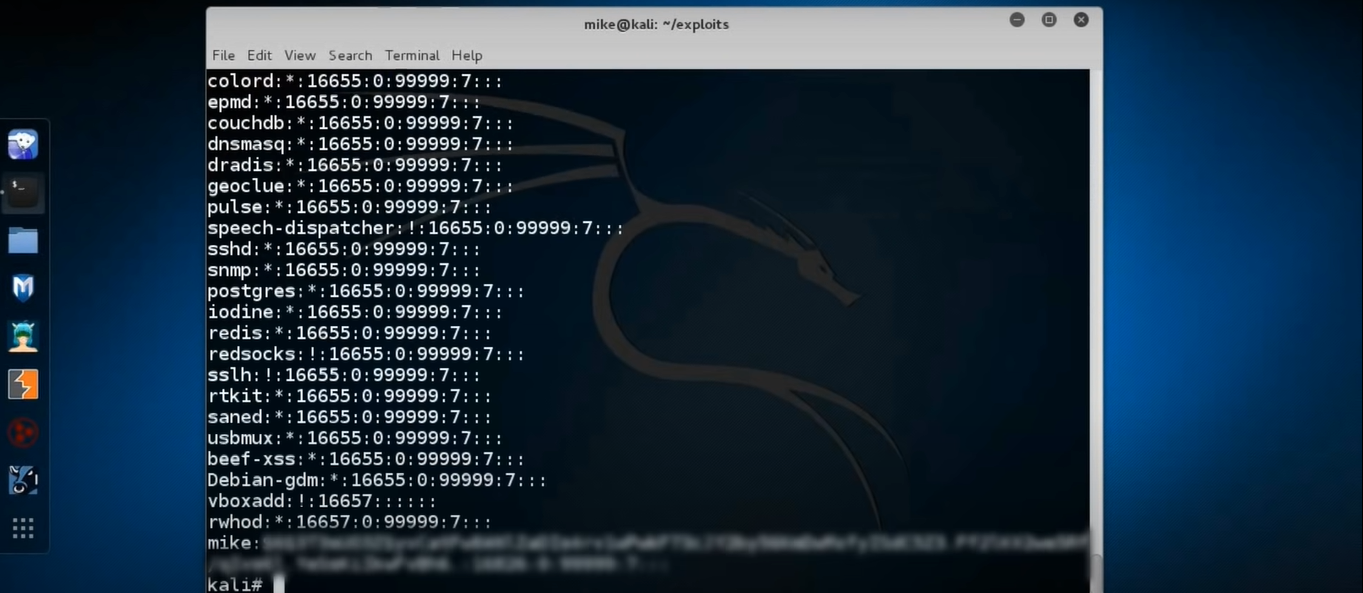 mike@kali: ~/exploits
File Edit View Search Terminal Help
colord:*:16655:0:99999:7:::
epmd:*:16655:0:99999:7:::
couchdb:*:16655:0:99999:7:::
dnsmasq:*:16655:0:99999:7:::
dradis:*:16655:0:99999:7:::
geoclue:*:16655:0:99999:7:::
pulse:*:16655:0:99999:7:::
speech-dispatcher:!:16655:0:99999:7:::
sshd:*:16655:0:99999:7:::
snmp:*:16655:0:99999:7:::
postgres:*:16655:0:99999:7:::
iodine:*:16655:0:99999:7:::
redis:*:16655:0:99999:7:::
redsocks:!:16655:0:99999:7:::
sslh:!:16655:0:99999:7:::
rtkit:*:16655:0:99999:7:::
saned:*:16655:0:99999:7:::
usbmux:*:16655:0:99999:7:::
beef-xss:*:16655:0:99999:7:::
Debian-gdm:*:16655:0:99999:7:::
vboxadd:!:16657::::::
rwhod:*:16657:0:99999:7:::
mike:
kali#